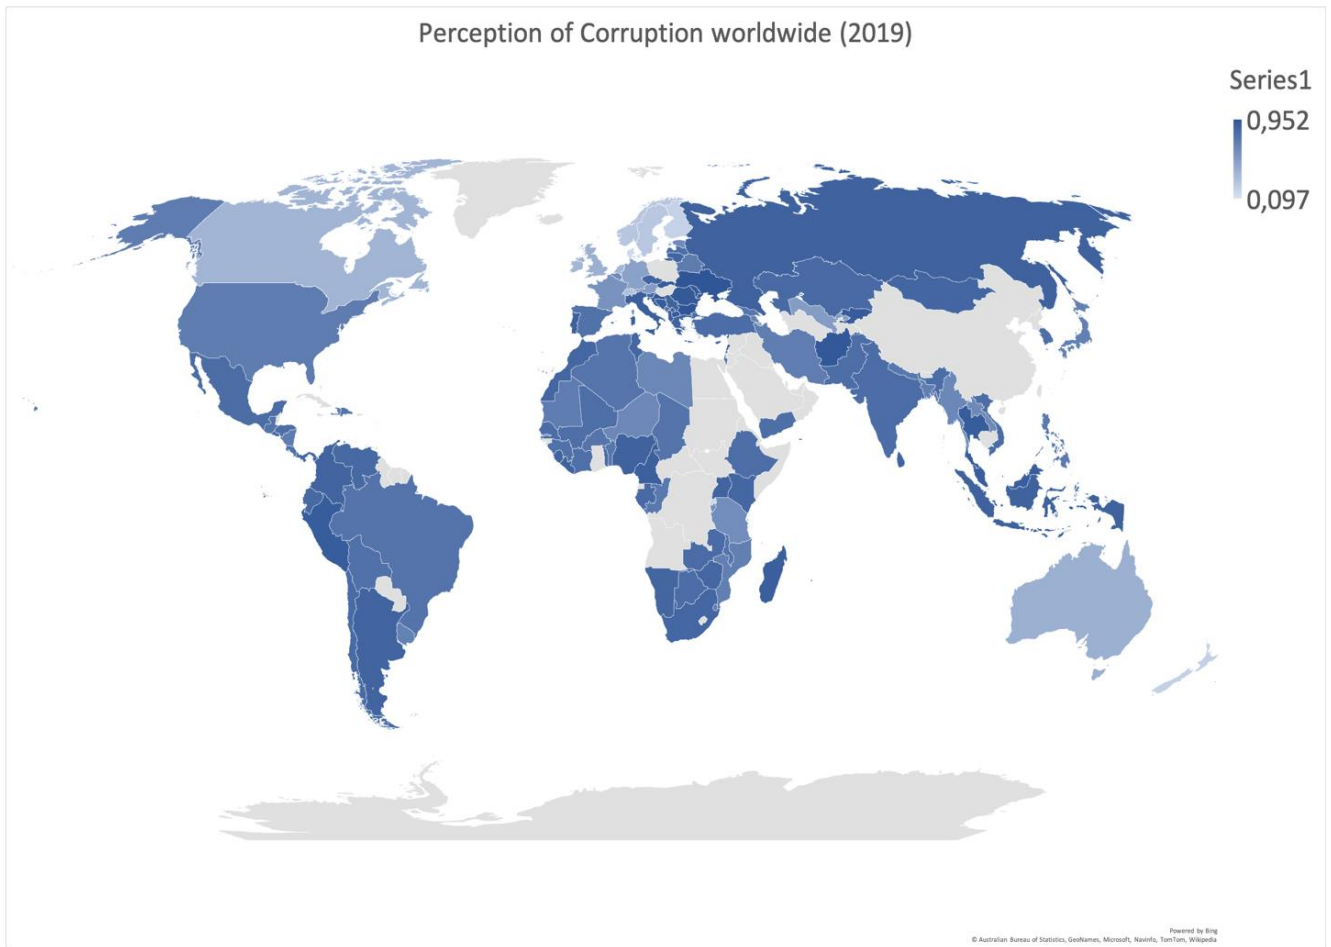 Perception of Corruption worldwide (2019)
Series1
0,952
0,097
Powered by Bing
© Australian Bureau of Statistics, GeoNames, Microsoft, Navinfo, TomTom, Wikipedia